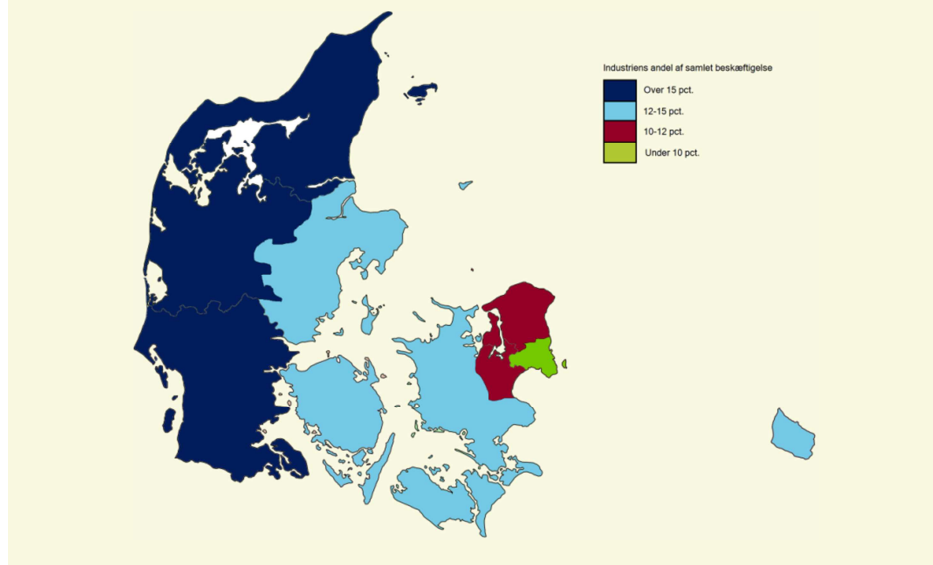 Industriens andel af samlet beskæftigelse
Over 15 pct.
12-15 pct.
10-12 pct.
Under 10 pct.